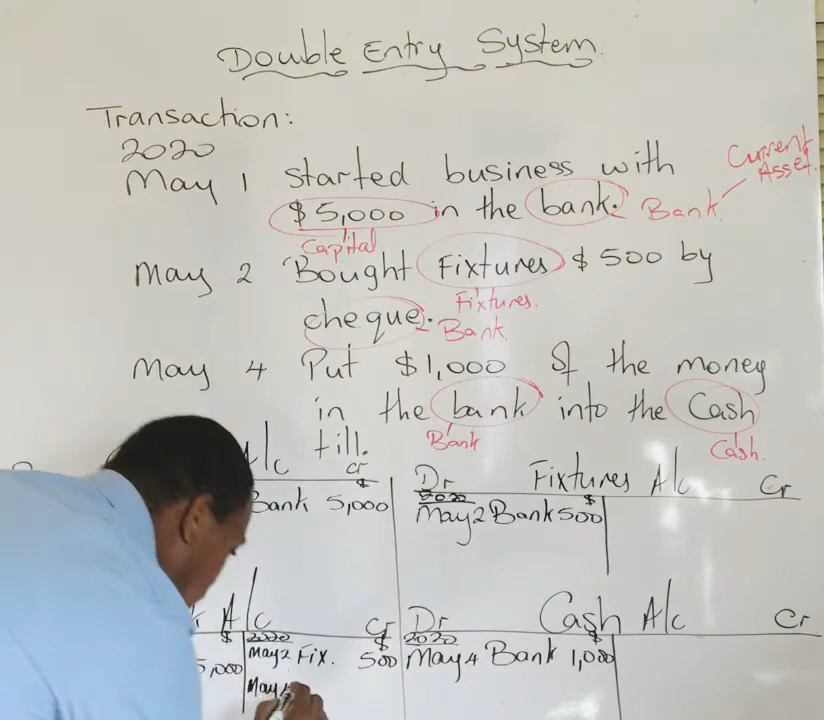 Double Entry System
Transaction:
2020
May 1 Started business with
$5,000 in the bank. Bank
Current
Asset.
Capital
May 2 Bought Fixtures $500 by
Fixtures.
cheque. Bank
May 4 Put $1,000 of the money
in the bank into the Cash
Bank
Cash.
till.
A/c
cr
$
Bank 5,000
Dr Fixtures A/c Cr
2020 $
May 2 Bank 500
A/c Cr
$ 2020 $
5,000 May 2 Fix. 500
May
Dr Cash A/c Cr
2020 $
May 4 Bank 1,000